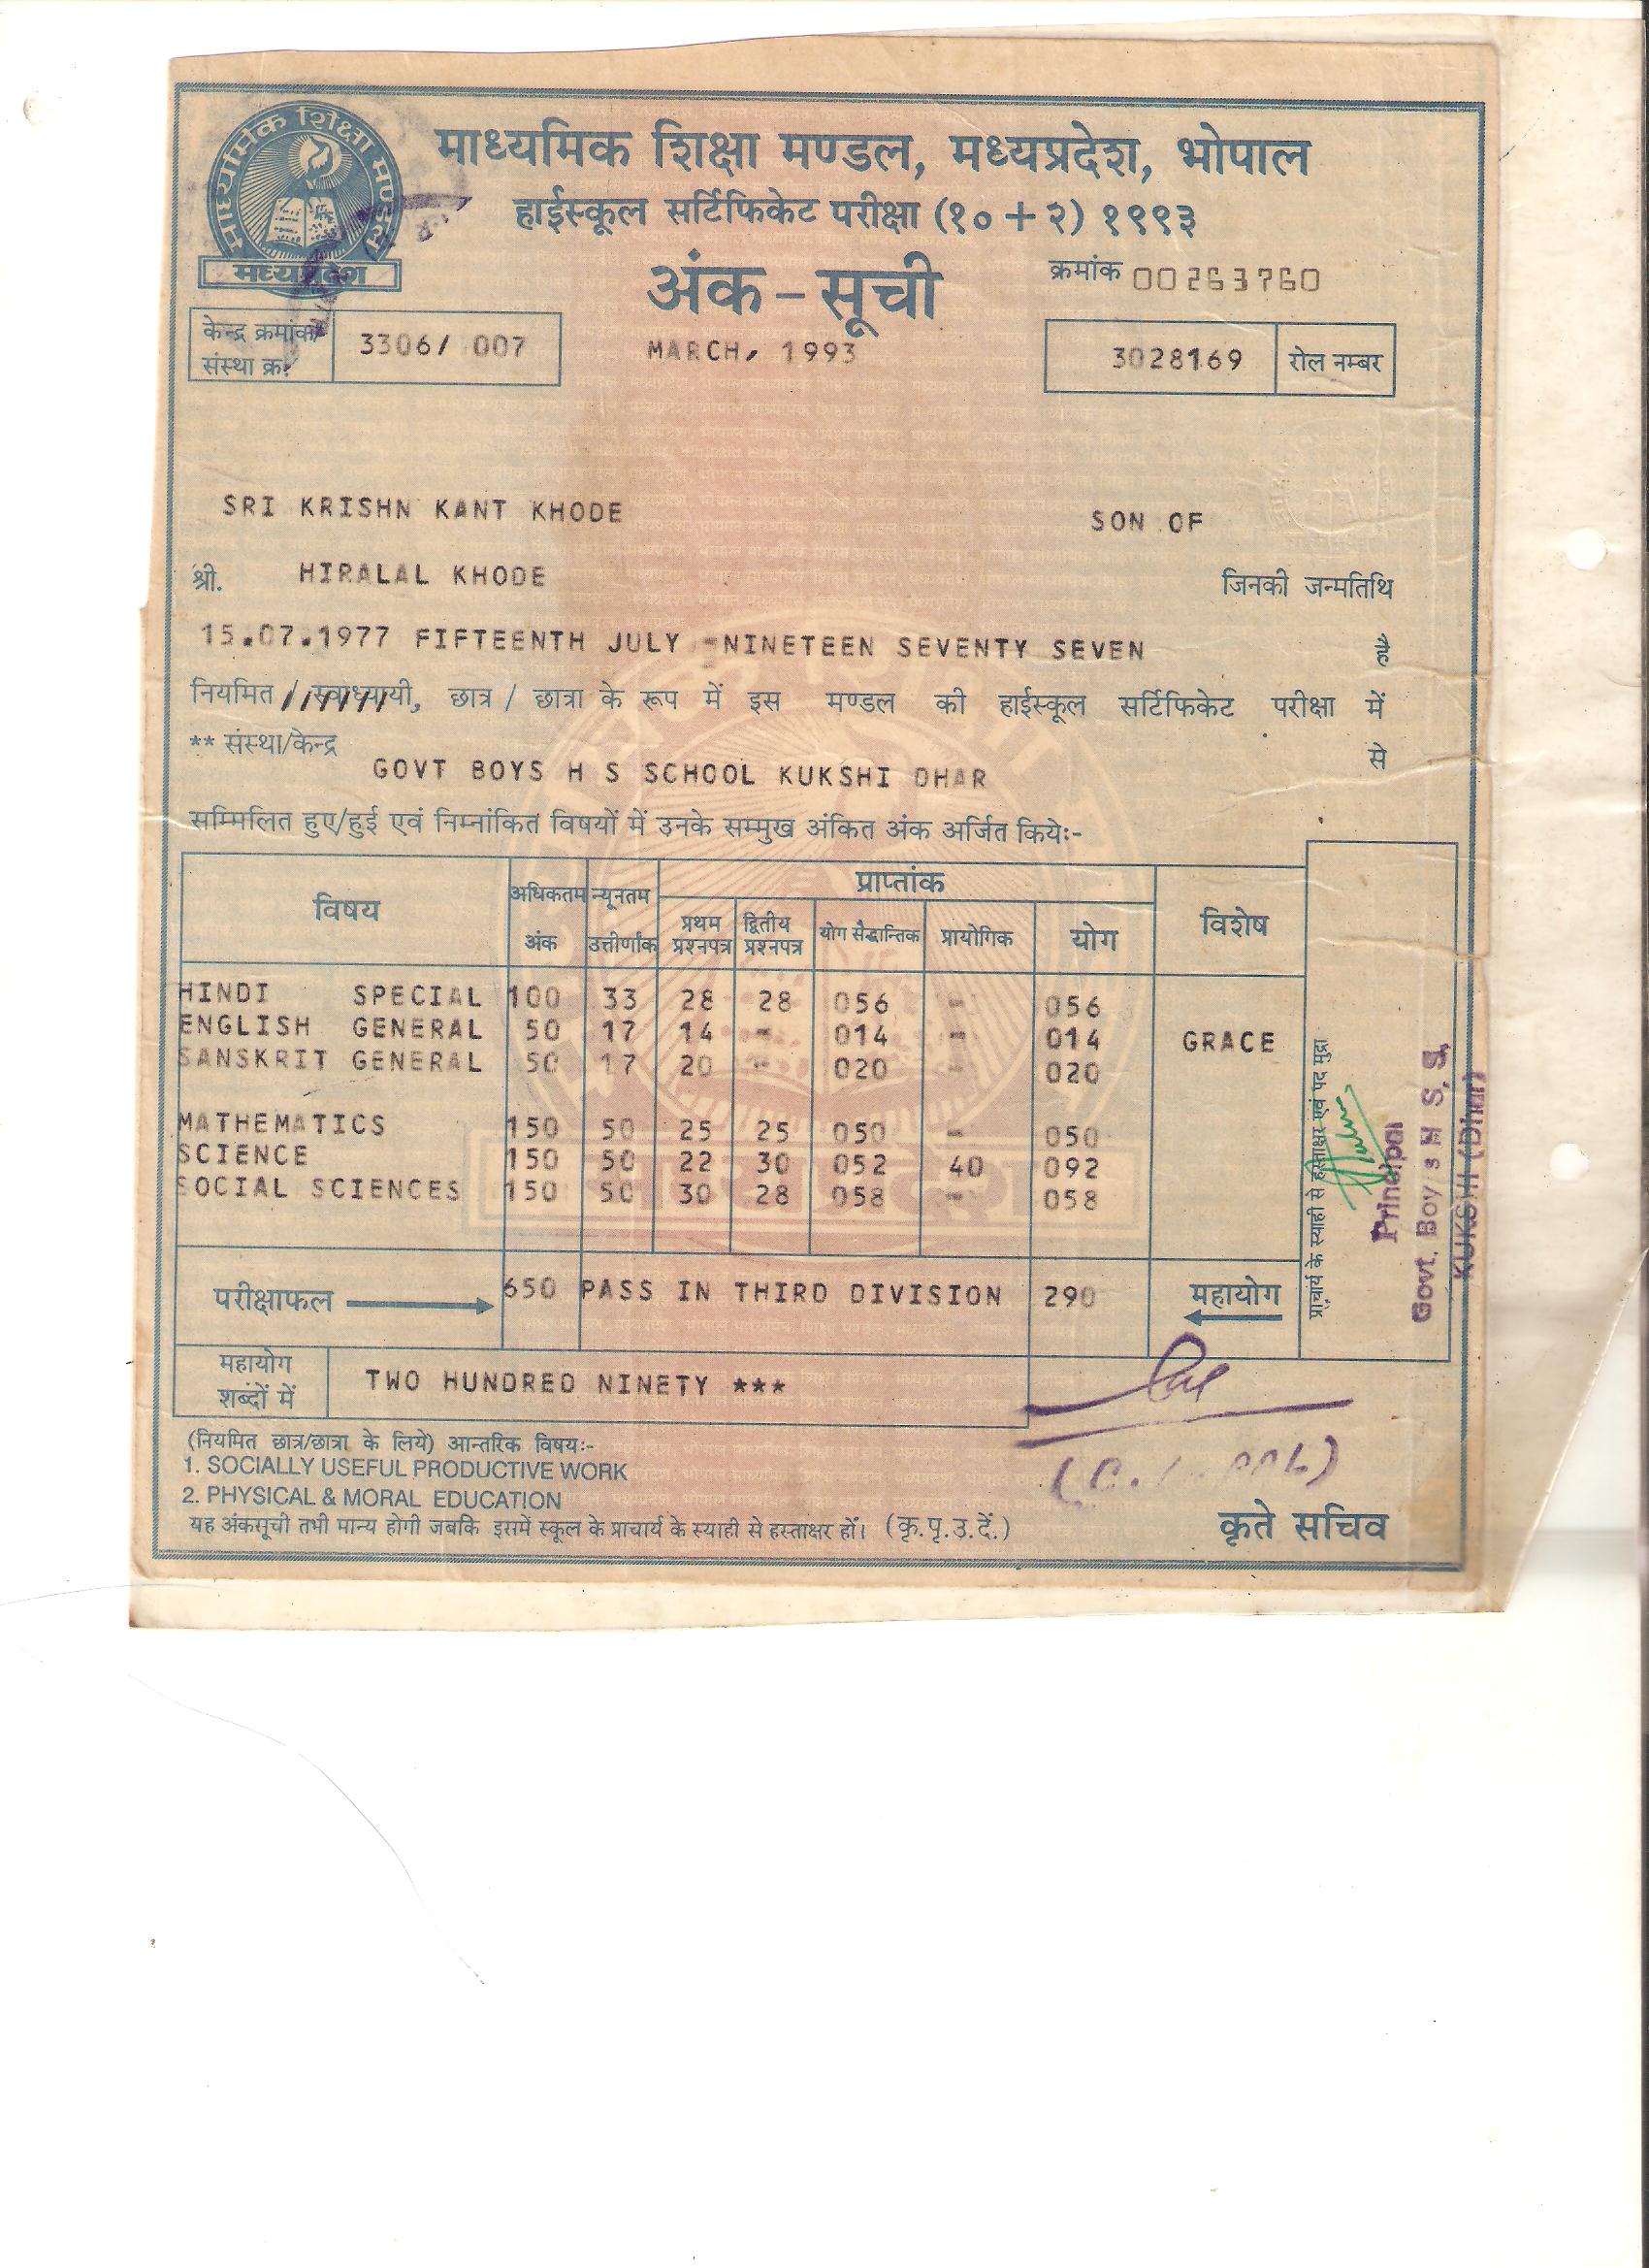 माध्यमिक शिक्षा मण्डल
मध्यप्रदेश
माध्यमिक शिक्षा मण्डल, मध्यप्रदेश, भोपाल
हाईस्कूल सर्टिफिकेट परीक्षा (१०+२) १९९३
अंक-सूची
क्रमांक 00263760
केन्द्र क्रमांक/ संस्था क्र. 3306/ 007
MARCH, 1993
3028169 रोल नम्बर
SRI KRISHN KANT KHODE SON OF
श्री. HIRALAL KHODE जिनकी जन्मतिथि
15.07.1977 FIFTEENTH JULY -NINETEEN SEVENTY SEVEN है
नियमित / स्वाध्यायी, छात्र / छात्रा के रूप में इस मण्डल की हाईस्कूल सर्टिफिकेट परीक्षा में
** संस्था/केन्द्र से
GOVT BOYS H S SCHOOL KUKSHI DHAR
सम्मिलित हुए/हुई एवं निम्नांकित विषयों में उनके सम्मुख अंकित अंक अर्जित किये:-
विषय अधिकतम अंक न्यूनतम उत्तीर्णांक प्राप्तांक विशेष
प्रथम प्रश्नपत्र द्वितीय प्रश्नपत्र योग सैद्धान्तिक प्रायोगिक योग
HINDI SPECIAL 100 33 28 28 056 - 056
ENGLISH GENERAL 50 17 14 - 014 - 014 GRACE
SANSKRIT GENERAL 50 17 20 - 020 - 020
MATHEMATICS 150 50 25 25 050 - 050
SCIENCE 150 50 22 30 052 40 092
SOCIAL SCIENCES 150 50 30 28 058 - 058
परीक्षाफल 650 PASS IN THIRD DIVISION 290 महायोग
प्राचार्य के स्याही से हस्ताक्षर एवं पद मुद्रा
Principal
Govt. Boys H S. S.
KUKSHI (Dhar)
महायोग शब्दों में TWO HUNDRED NINETY ***
(नियमित छात्र/छात्रा के लिये) आन्तरिक विषय:-
1. SOCIALLY USEFUL PRODUCTIVE WORK
2. PHYSICAL & MORAL EDUCATION
यह अंकसूची तभी मान्य होगी जबकि इसमें स्कूल के प्राचार्य के स्याही से हस्ताक्षर हों। (कृ.पृ.उ.दें.)
कृते सचिव